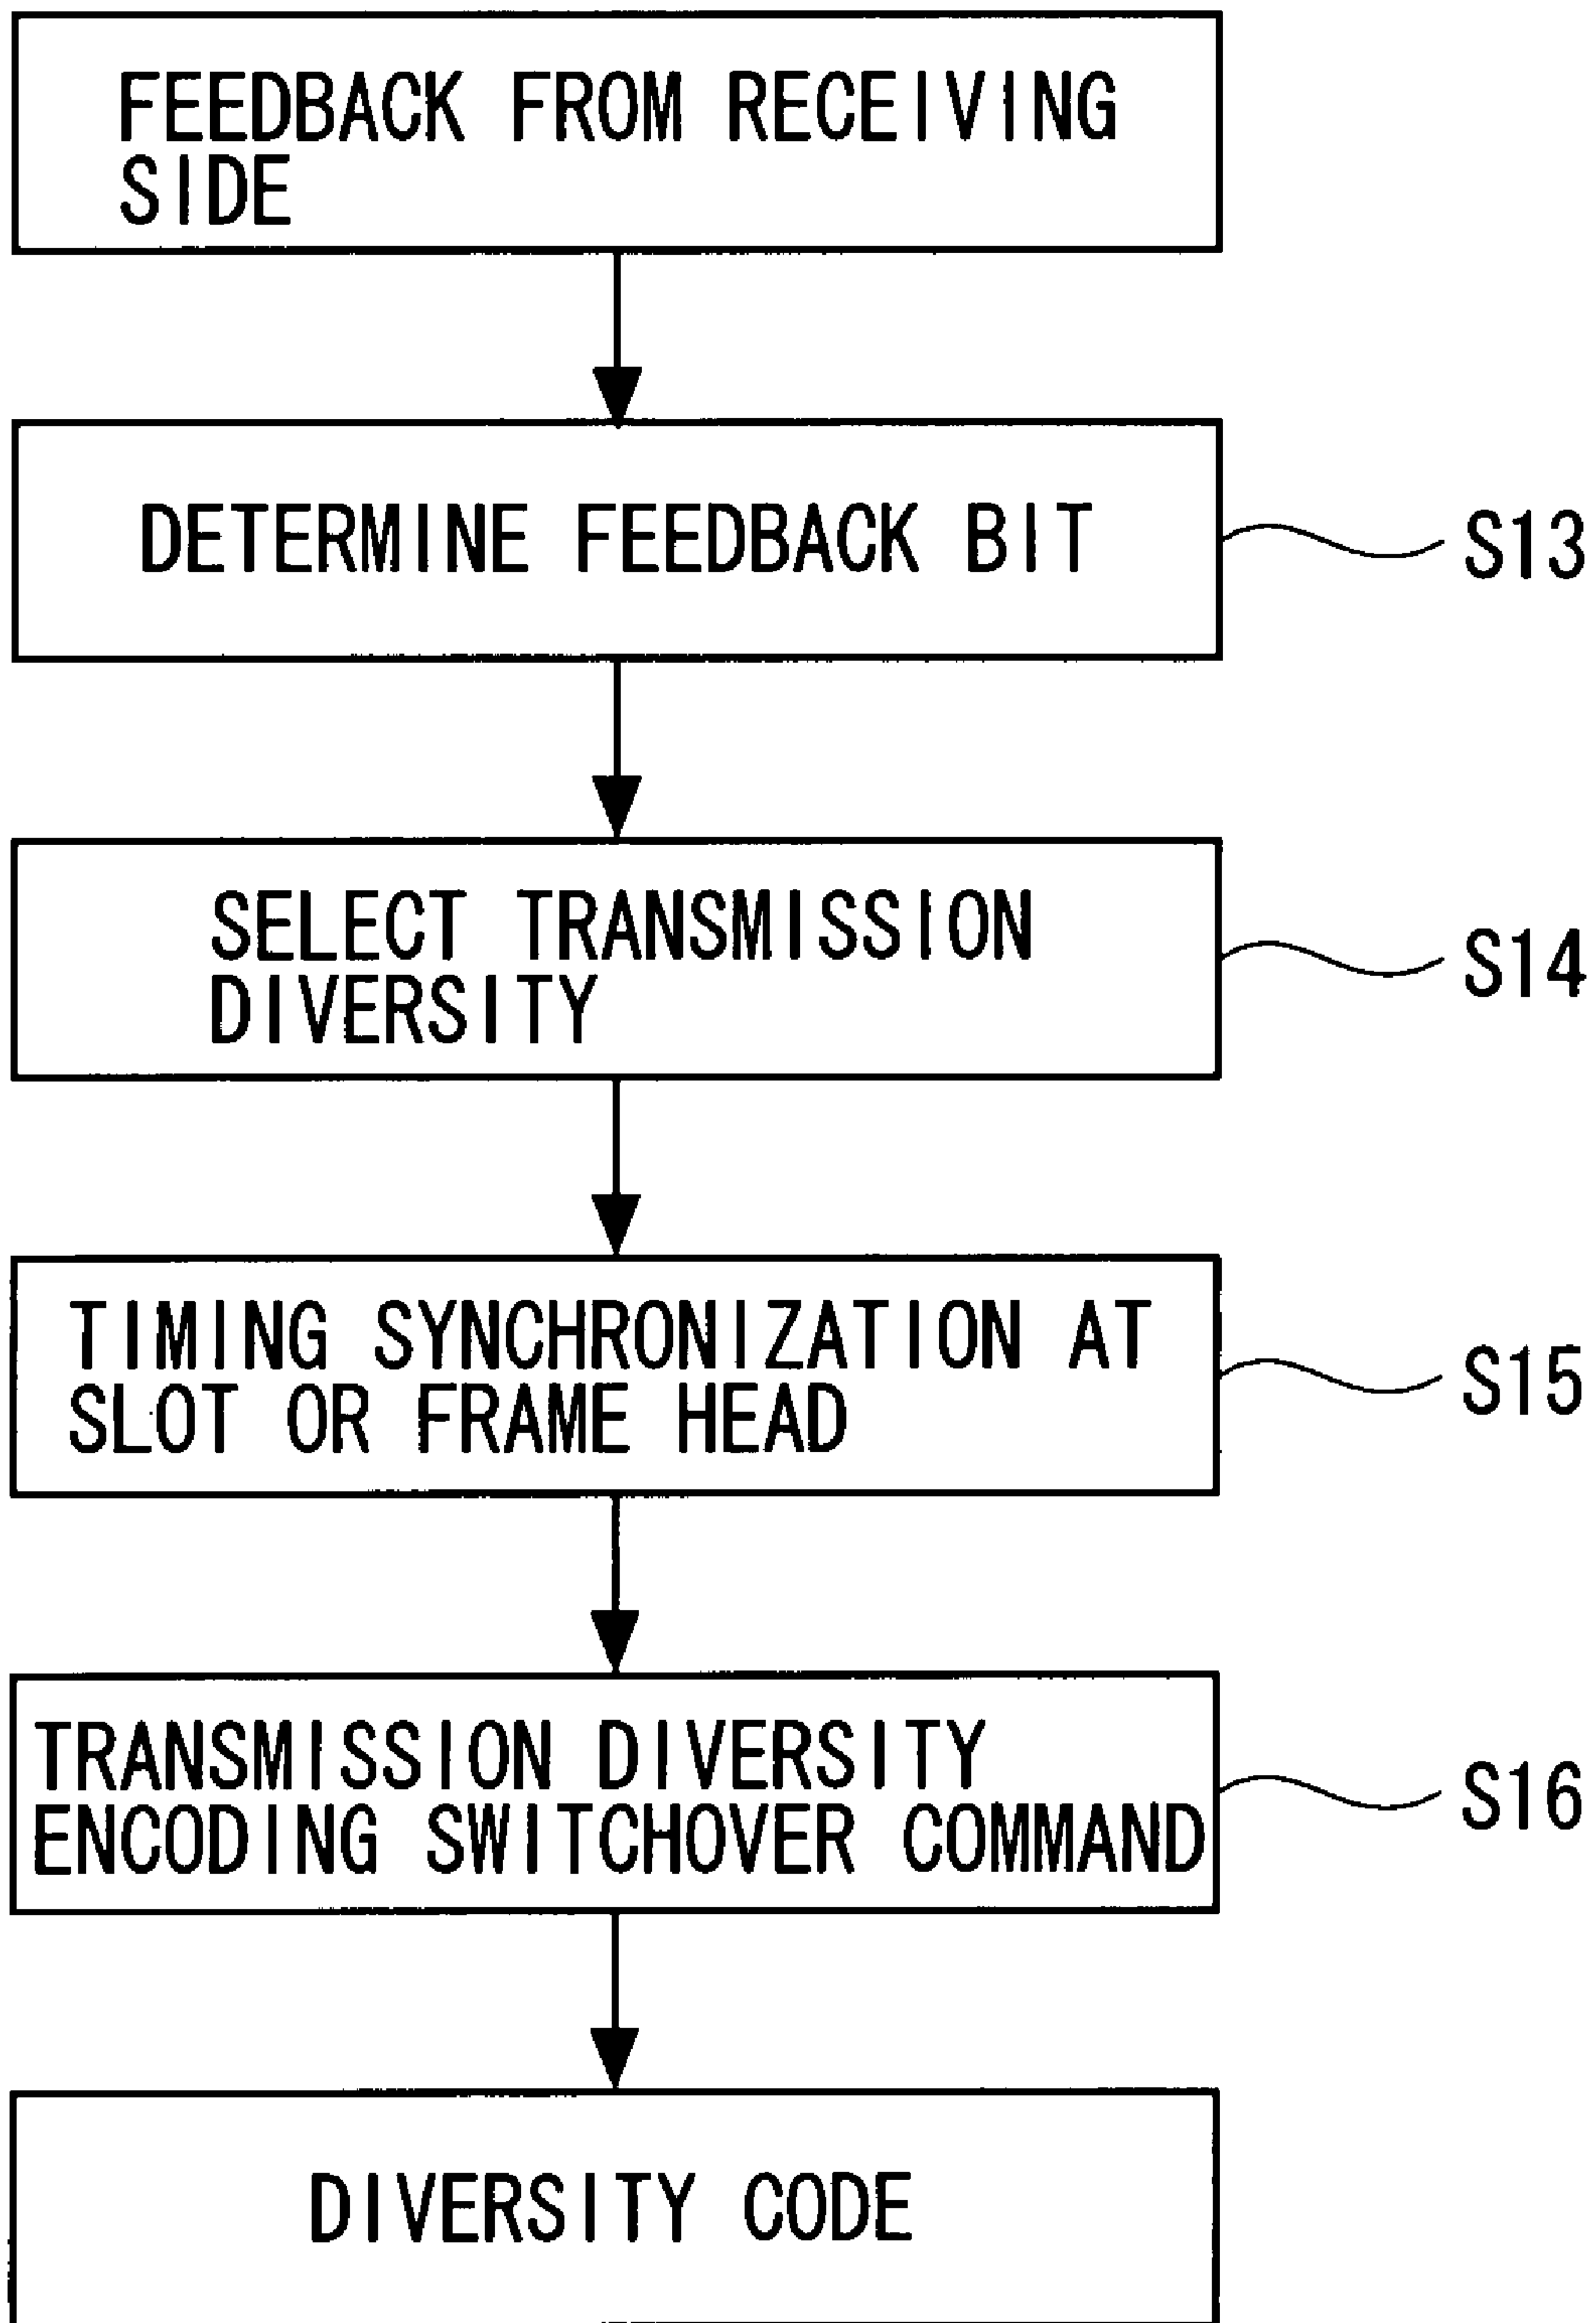 FEEDBACK FROM RECEIVING
SIDE
DETERMINE FEEDBACK BIT
S13
SELECT TRANSMISSION
DIVERSITY
S14
TIMING SYNCHRONIZATION AT
SLOT OR FRAME HEAD
S15
TRANSMISSION DIVERSITY
ENCODING SWITCHOVER COMMAND
S16
DIVERSITY CODE